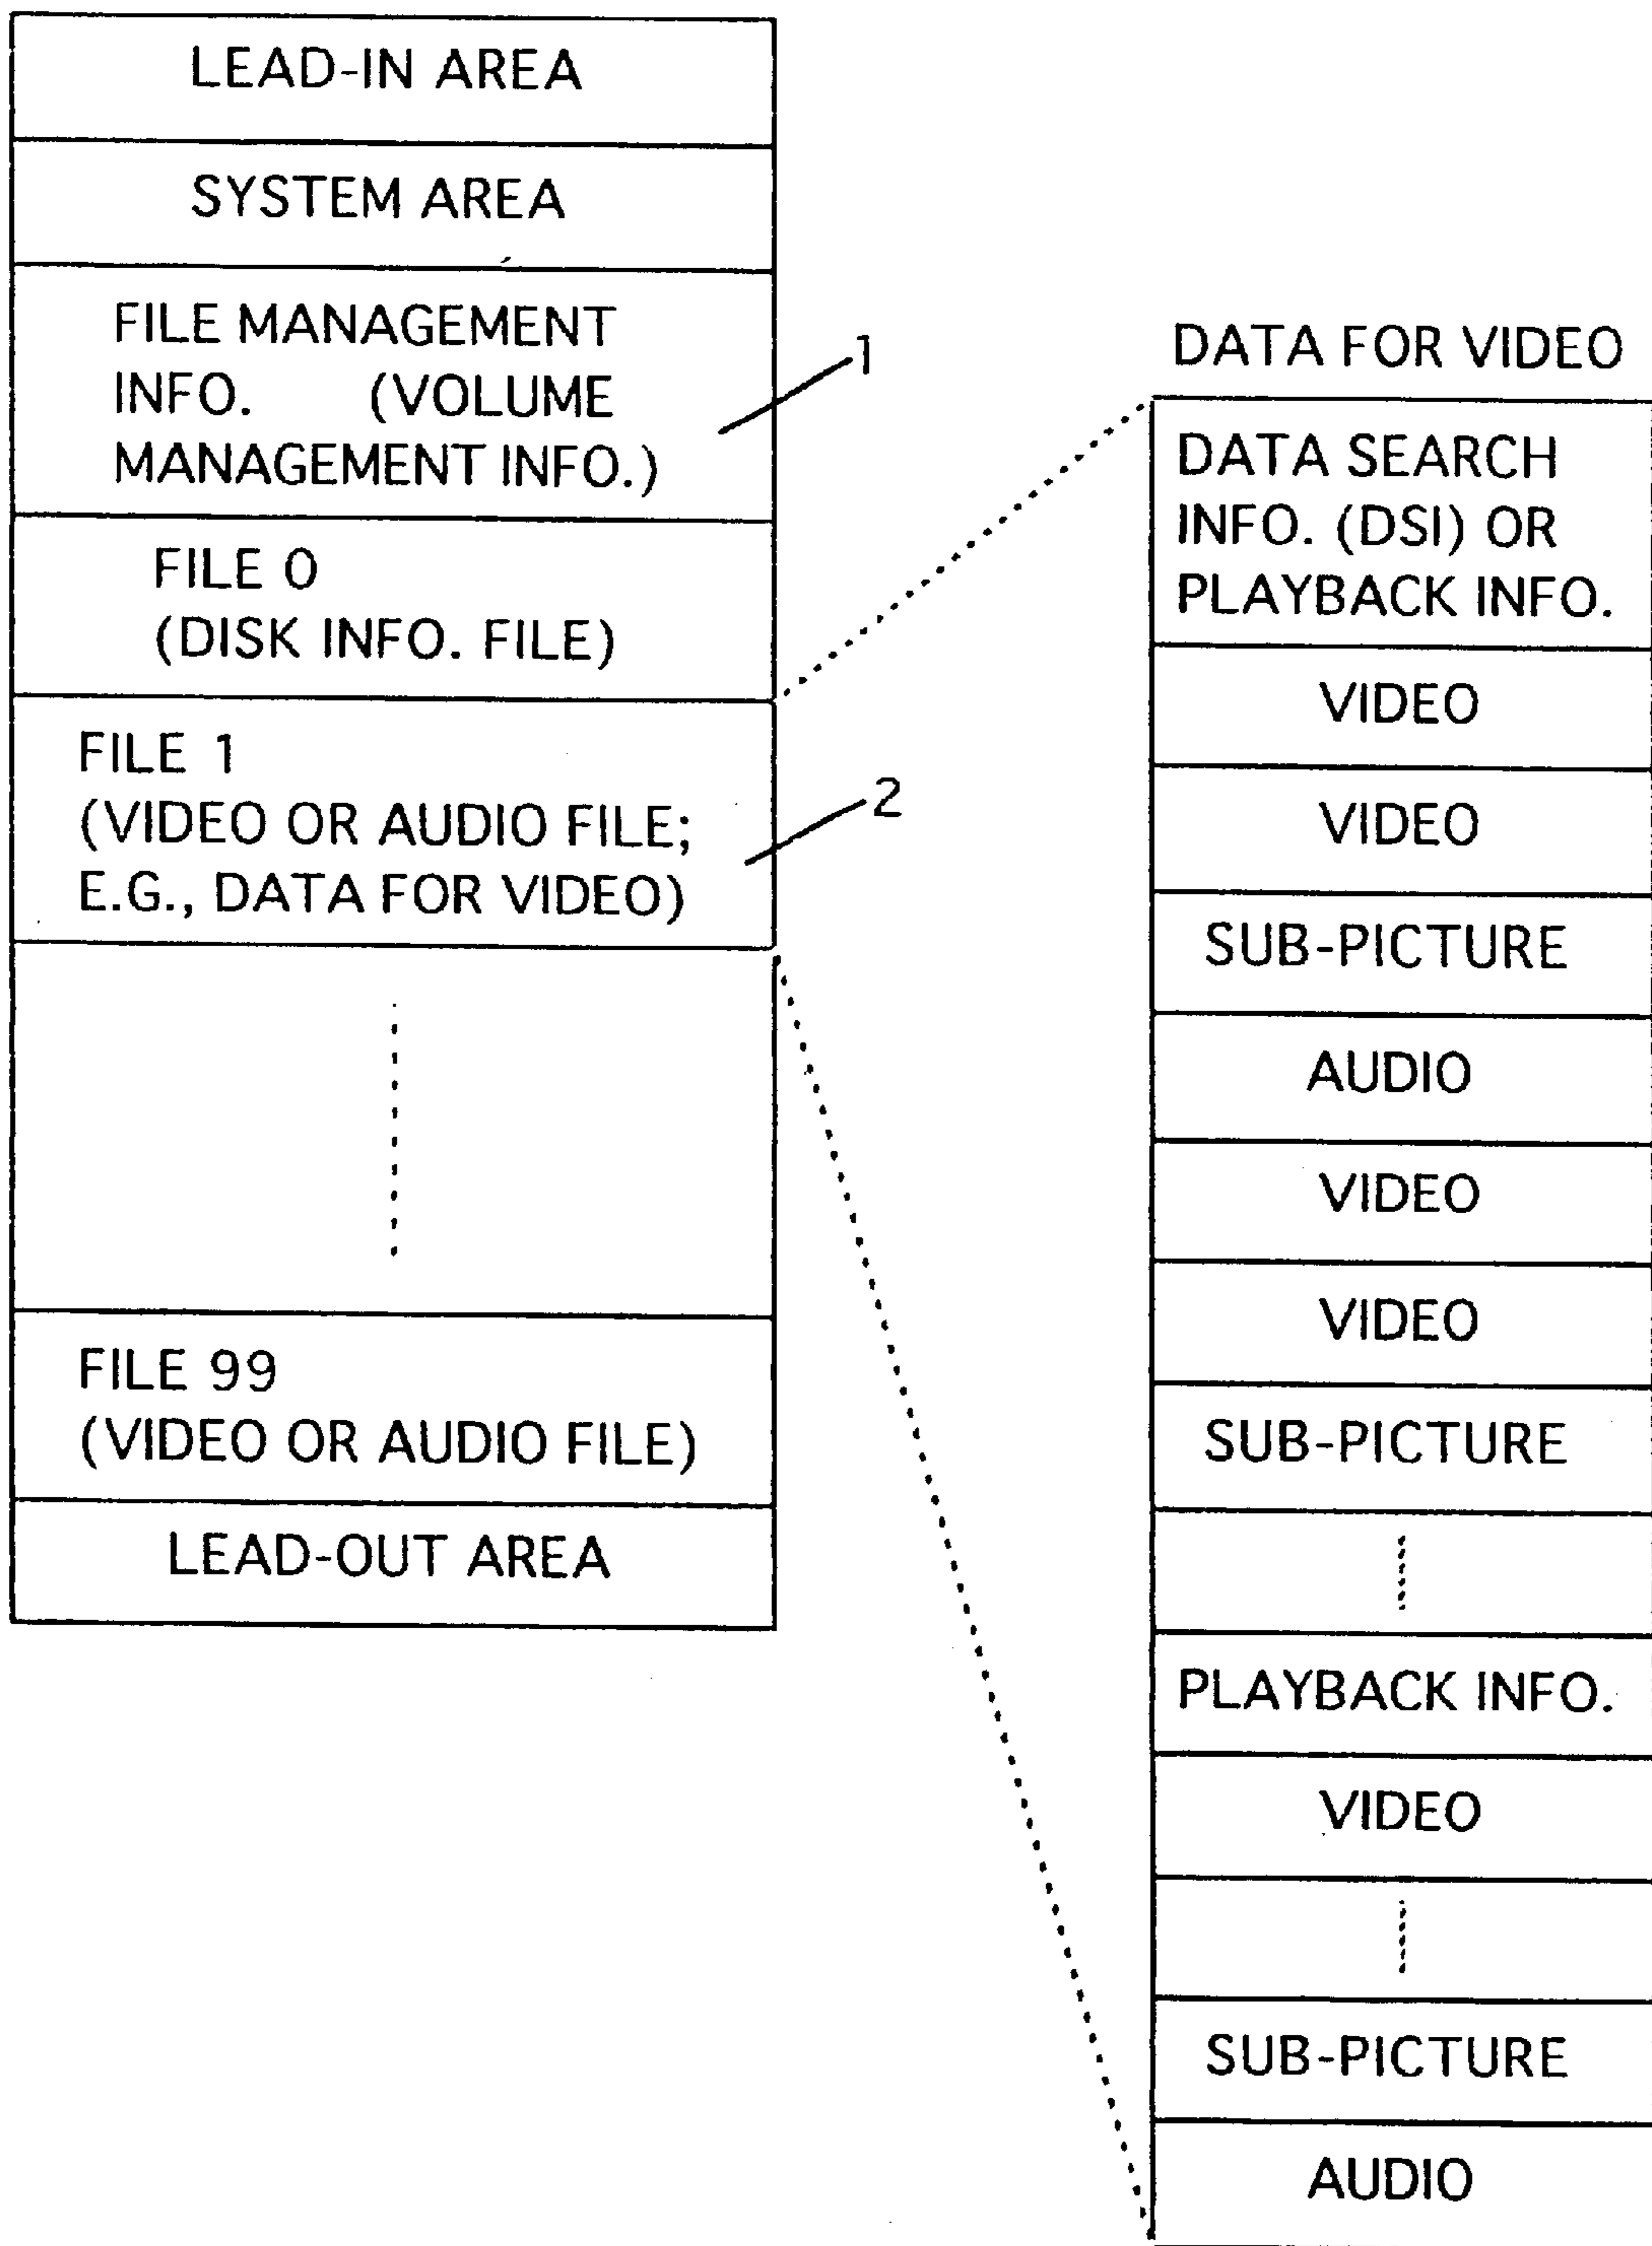 LEAD-IN AREA
SYSTEM AREA
FILE MANAGEMENT
INFO. (VOLUME
MANAGEMENT INFO.)
1
FILE 0
(DISK INFO. FILE)
FILE 1
(VIDEO OR AUDIO FILE;
E.G., DATA FOR VIDEO)
2
FILE 99
(VIDEO OR AUDIO FILE)
LEAD-OUT AREA
DATA FOR VIDEO
DATA SEARCH
INFO. (DSI) OR
PLAYBACK INFO.
VIDEO
VIDEO
SUB-PICTURE
AUDIO
VIDEO
VIDEO
SUB-PICTURE
PLAYBACK INFO.
VIDEO
SUB-PICTURE
AUDIO